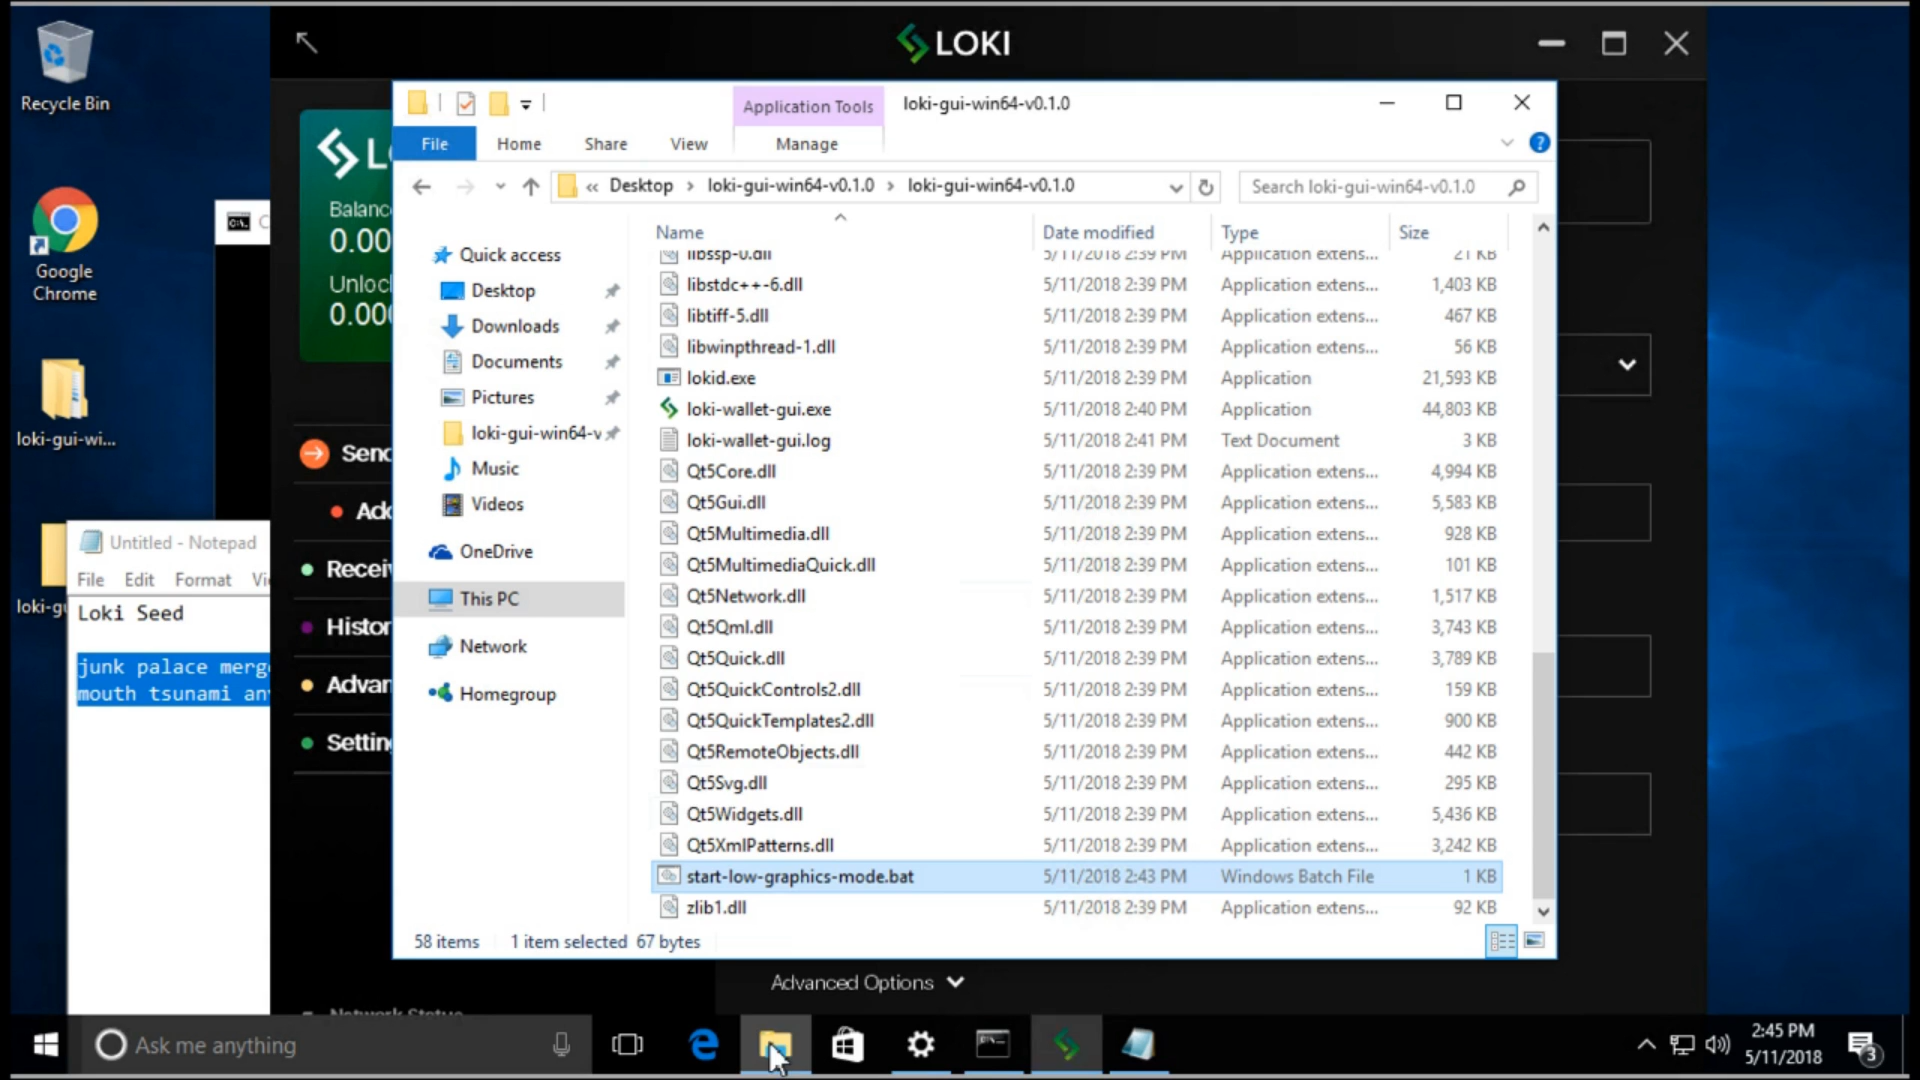 Recycle Bin
Google
Chrome
loki-gui-wi...
loki-gu
LOKI
Balanc
0.00
Unloc
0.00
Send
Add
Recei
Histor
Advan
Settin
Untitled - Notepad
File Edit Format Vi
Loki Seed
junk palace merg
mouth tsunami an
Application Tools
loki-gui-win64-v0.1.0
File Home Share View Manage
« Desktop › loki-gui-win64-v0.1.0 › loki-gui-win64-v0.1.0
Search loki-gui-win64-v0.1.0
Quick access
Desktop
Downloads
Documents
Pictures
loki-gui-win64-v
Music
Videos
OneDrive
This PC
Network
Homegroup
Name Date modified Type Size
libssp-0.dll 5/11/2018 2:39 PM Application extens... 21 KB
libstdc++-6.dll 5/11/2018 2:39 PM Application extens... 1,403 KB
libtiff-5.dll 5/11/2018 2:39 PM Application extens... 467 KB
libwinpthread-1.dll 5/11/2018 2:39 PM Application extens... 56 KB
lokid.exe 5/11/2018 2:39 PM Application 21,593 KB
loki-wallet-gui.exe 5/11/2018 2:40 PM Application 44,803 KB
loki-wallet-gui.log 5/11/2018 2:41 PM Text Document 3 KB
Qt5Core.dll 5/11/2018 2:39 PM Application extens... 4,994 KB
Qt5Gui.dll 5/11/2018 2:39 PM Application extens... 5,583 KB
Qt5Multimedia.dll 5/11/2018 2:39 PM Application extens... 928 KB
Qt5MultimediaQuick.dll 5/11/2018 2:39 PM Application extens... 101 KB
Qt5Network.dll 5/11/2018 2:39 PM Application extens... 1,517 KB
Qt5Qml.dll 5/11/2018 2:39 PM Application extens... 3,743 KB
Qt5Quick.dll 5/11/2018 2:39 PM Application extens... 3,789 KB
Qt5QuickControls2.dll 5/11/2018 2:39 PM Application extens... 159 KB
Qt5QuickTemplates2.dll 5/11/2018 2:39 PM Application extens... 900 KB
Qt5RemoteObjects.dll 5/11/2018 2:39 PM Application extens... 442 KB
Qt5Svg.dll 5/11/2018 2:39 PM Application extens... 295 KB
Qt5Widgets.dll 5/11/2018 2:39 PM Application extens... 5,436 KB
Qt5XmlPatterns.dll 5/11/2018 2:39 PM Application extens... 3,242 KB
start-low-graphics-mode.bat 5/11/2018 2:43 PM Windows Batch File 1 KB
zlib1.dll 5/11/2018 2:39 PM Application extens... 92 KB
58 items 1 item selected 67 bytes
Advanced Options
Network Status
Ask me anything
2:45 PM
5/11/2018
3